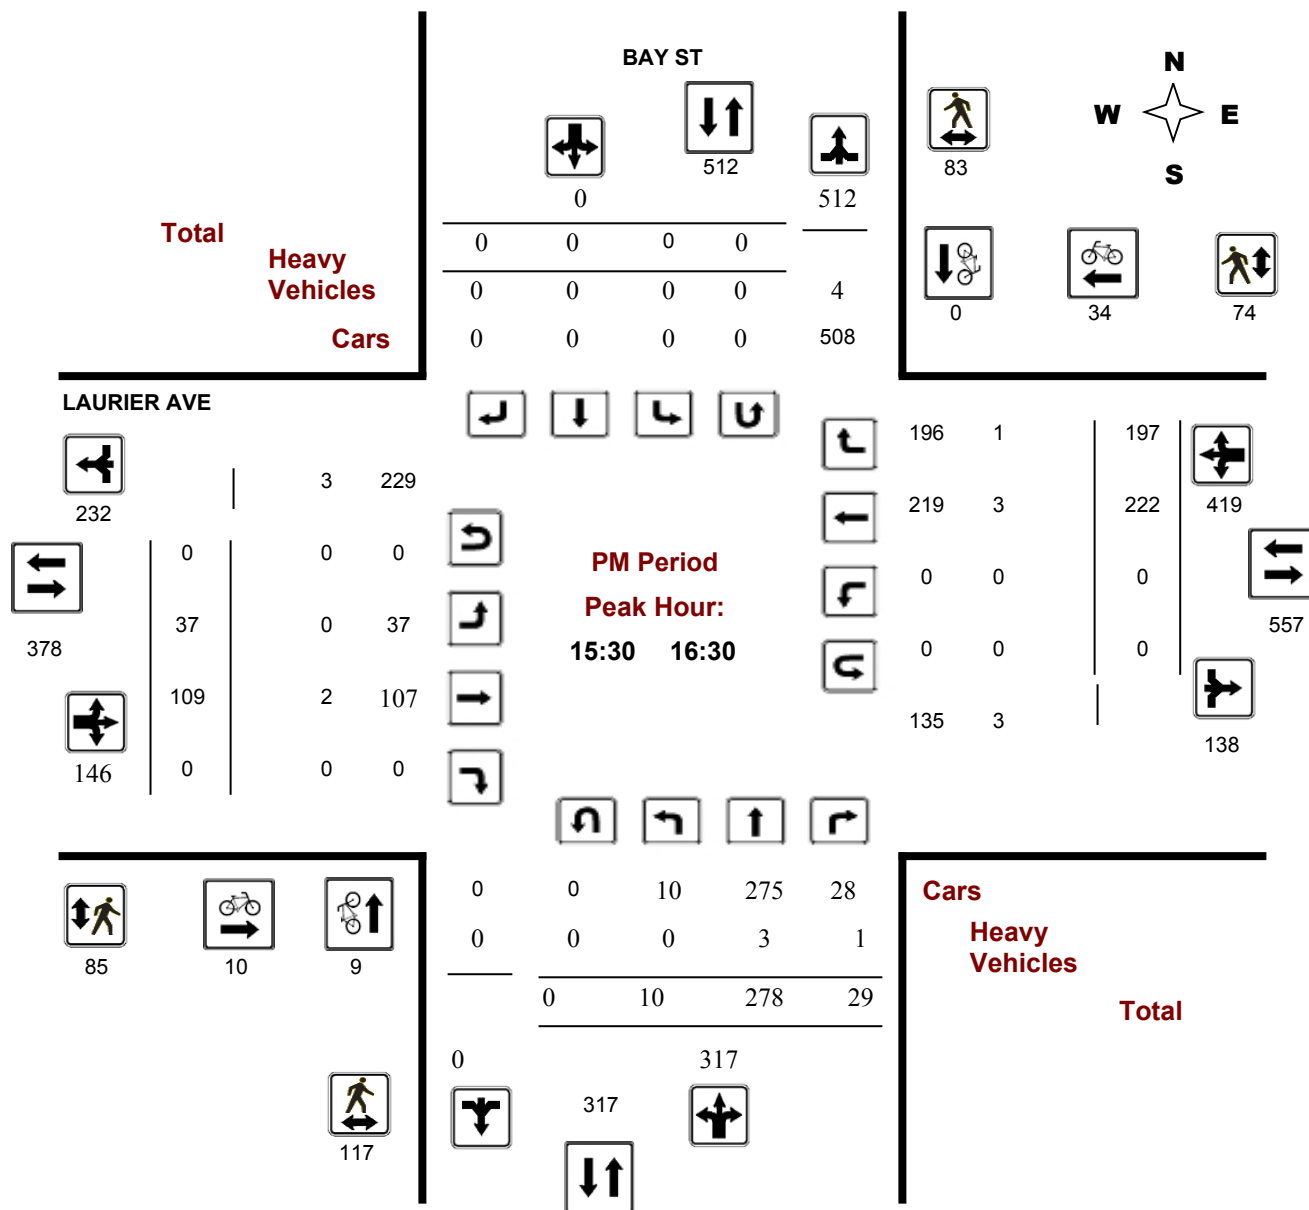 BAY ST
N
W E
S
512
83
0 512
Total
0 0 0 0
Heavy
Vehicles
0 0 0 0 4
0 34 74
Cars
0 0 0 0 508
LAURIER AVE
196 1 197
3 229
232
219 3 222 419
0 0 0
PM Period
0 0 0
Peak Hour:
37 0 37
557
378
15:30 16:30
0 0 0
109 2 107
135 3
138
146
0 0 0
0 0 10 275 28
Cars
0 0 0 3 1
Heavy
Vehicles
85 10 9
0 10 278 29
Total
0 317
317
117